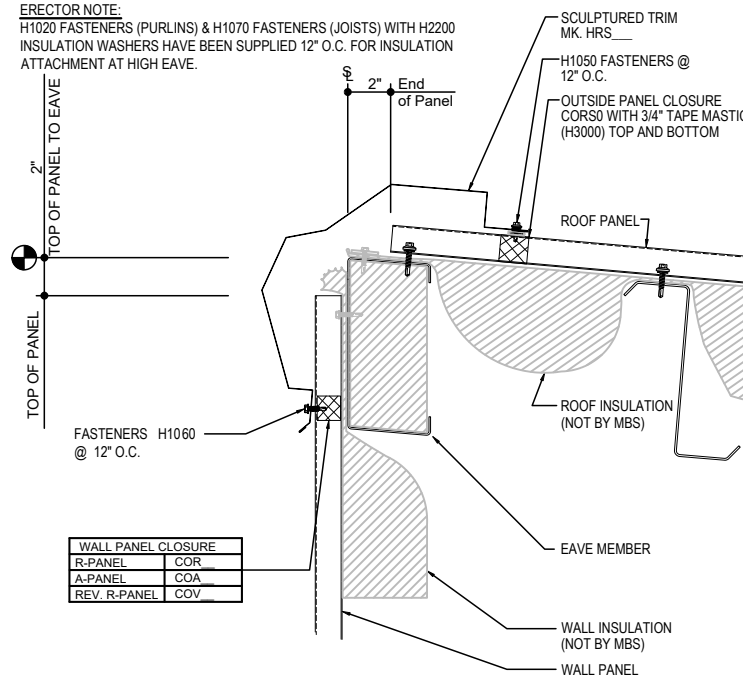 ERECTOR NOTE:
H1020 FASTENERS (PURLINS) & H1070 FASTENERS (JOISTS) WITH H2200
INSULATION WASHERS HAVE BEEN SUPPLIED 12" O.C. FOR INSULATION
ATTACHMENT AT HIGH EAVE.
2"
TOP OF PANEL TO EAVE
TOP OF PANEL
2"
End
of Panel
SCULPTURED TRIM
MK. HRS___
H1050 FASTENERS @
12" O.C.
OUTSIDE PANEL CLOSURE
CORS0 WITH 3/4" TAPE MASTIC
(H3000) TOP AND BOTTOM
ROOF PANEL
ROOF INSULATION
(NOT BY MBS)
FASTENERS H1060
@ 12" O.C.
WALL PANEL CLOSURE
R-PANEL COR__
A-PANEL COA__
REV. R-PANEL COV__
EAVE MEMBER
WALL INSULATION
(NOT BY MBS)
WALL PANEL